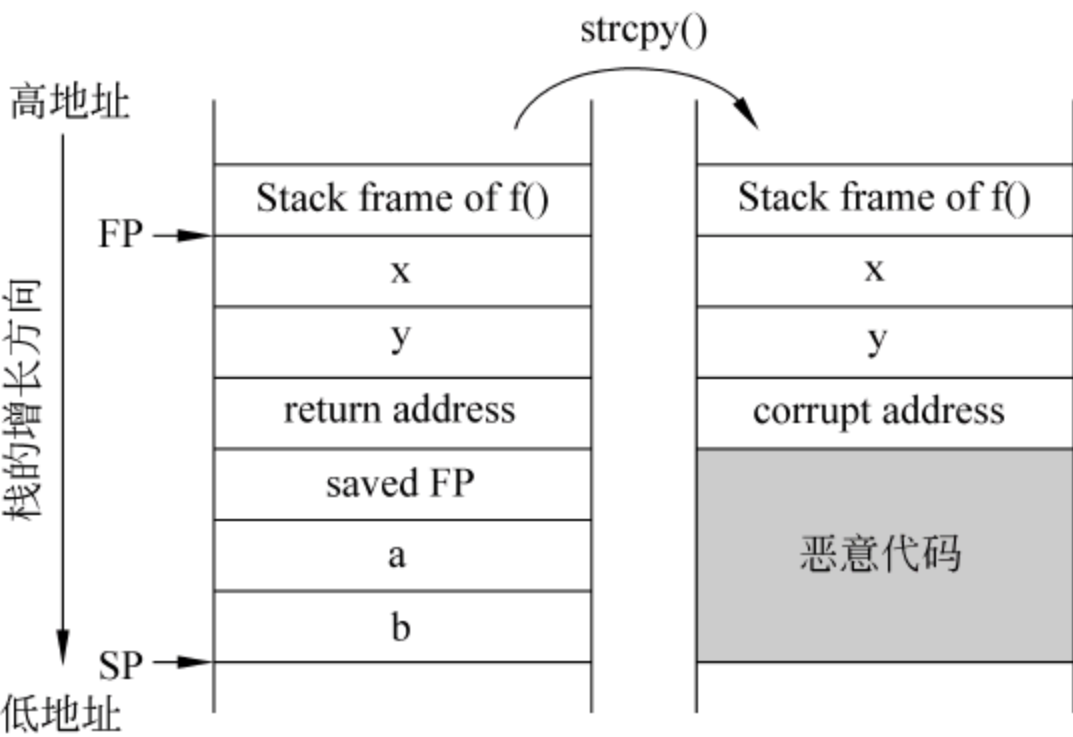 strcpy()
高地址
Stack frame of f()
Stack frame of f()
FP
x
x
y
y
栈的增长方向
return address
corrupt address
saved FP
a
恶意代码
b
SP
低地址